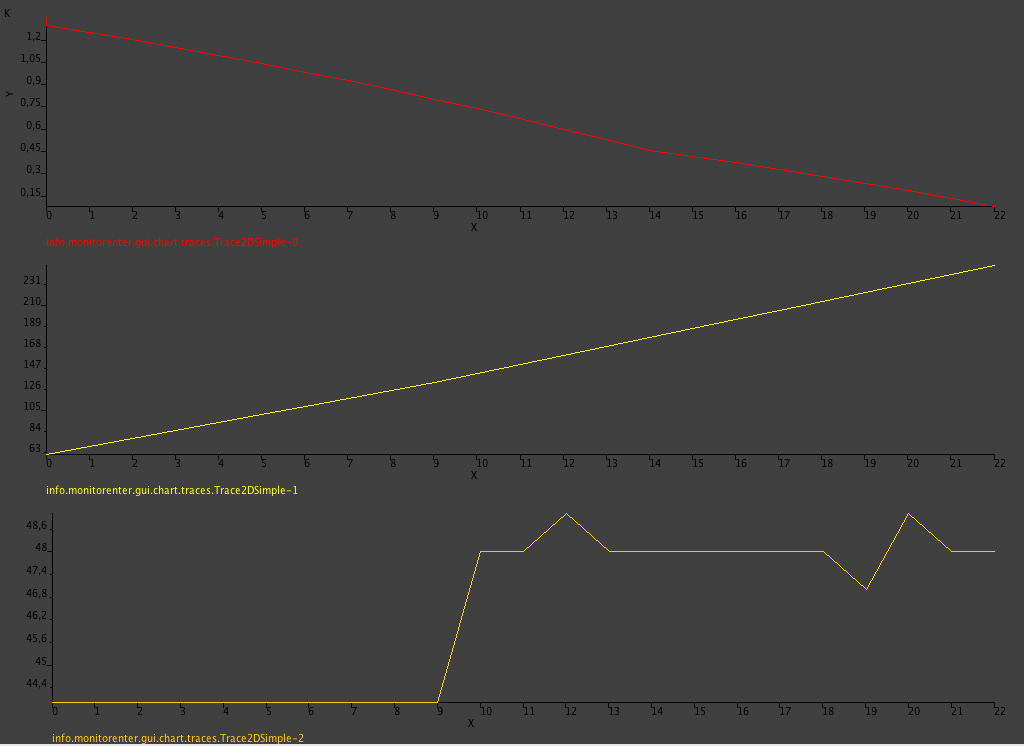 K
1,2
1,05
0,9
Y
0,75
0,6
0,45
0,3
0,15
0 1 2 3 4 5 6 7 8 9 10 11 12 13 14 15 16 17 18 19 20 21 22
X
info.monitorenter.gui.chart.traces.Trace2DSimple-0
231
210
189
168
147
126
105
84
63
0 1 2 3 4 5 6 7 8 9 10 11 12 13 14 15 16 17 18 19 20 21 22
X
info.monitorenter.gui.chart.traces.Trace2DSimple-1
48,6
48
47,4
46,8
46,2
45,6
45
44,4
0 1 2 3 4 5 6 7 8 9 10 11 12 13 14 15 16 17 18 19 20 21 22
X
info.monitorenter.gui.chart.traces.Trace2DSimple-2